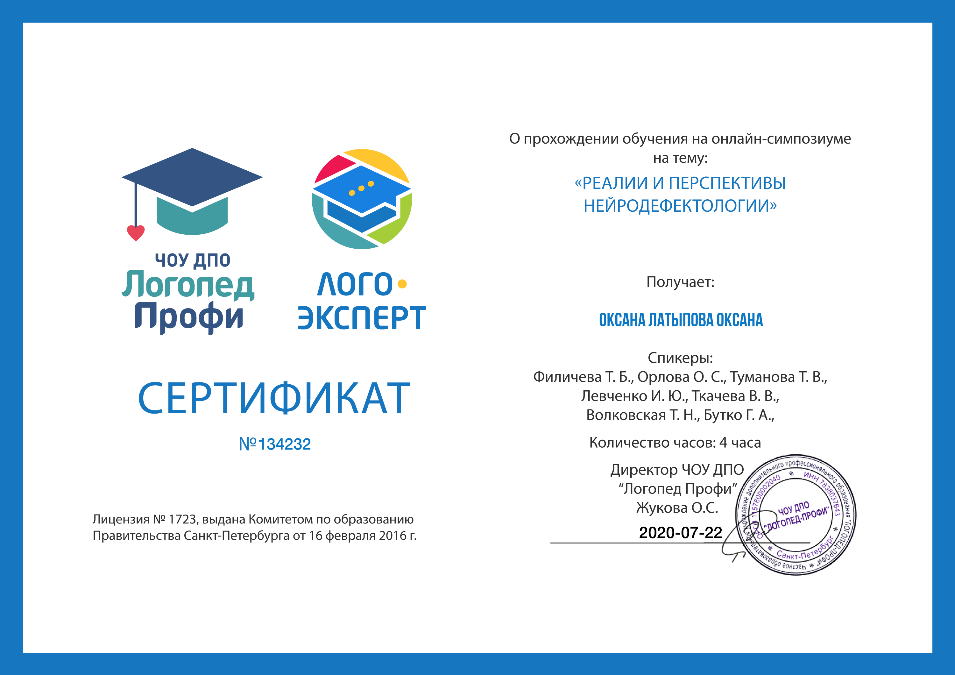 ЧОУ ДПО
Логопед
Профи
ЛОГО
ЭКСПЕРТ
СЕРТИФИКАТ
№134232
Лицензия № 1723, выдана Комитетом по образованию
Правительства Санкт-Петербурга от 16 февраля 2016 г.
О прохождении обучения на онлайн-симпозиуме
на тему:
«РЕАЛИИ И ПЕРСПЕКТИВЫ
НЕЙРОДЕФЕКТОЛОГИИ»
Получает:
ОКСАНА ЛАТЫПОВА ОКСАНА
Спикеры:
Филичева Т. Б., Орлова О. С., Туманова Т. В.,
Левченко И. Ю., Ткачева В. В.,
Волковская Т. Н., Бутко Г. А.,
Количество часов: 4 часа
Директор ЧОУ ДПО
“Логопед Профи”
Жукова О.С.
2020-07-22
ЧОУ ДПО
"ЛОГОПЕД-ПРОФИ"
Санкт-Петербург